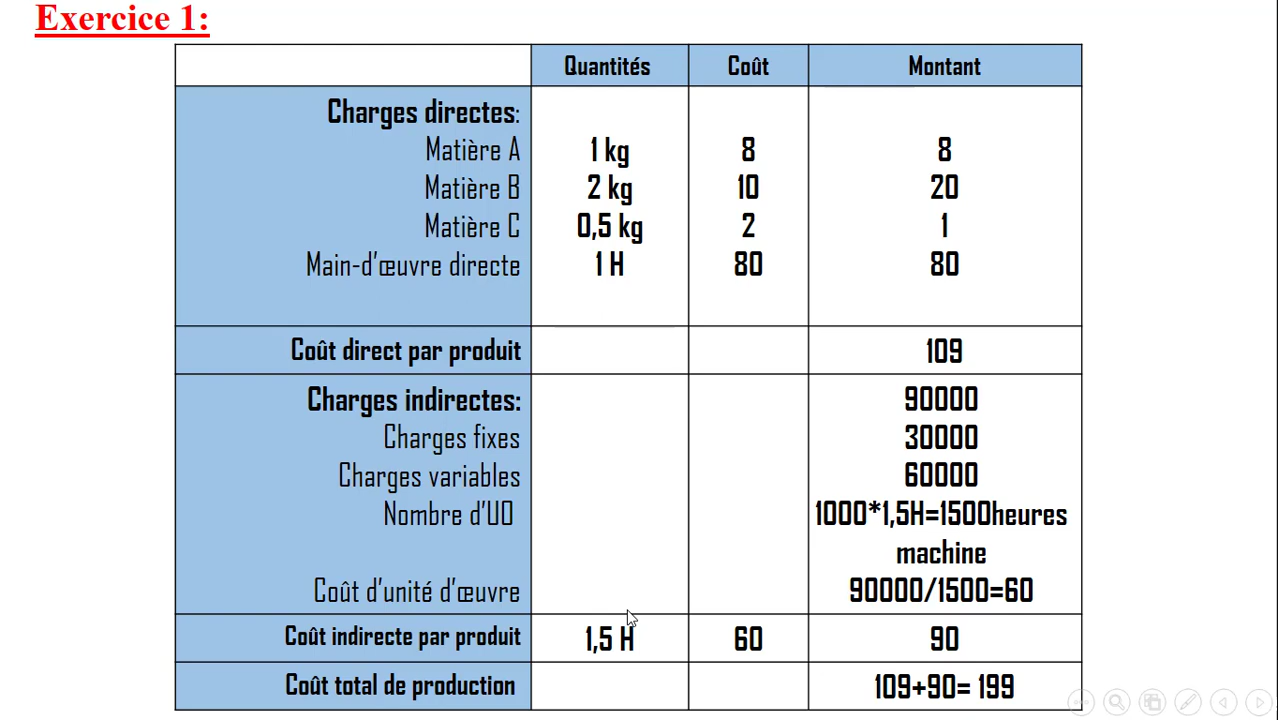 Exercice 1:
Quantités Coût Montant
Charges directes:
Matière A 1 kg 8 8
Matière B 2 kg 10 20
Matière C 0,5 kg 2 1
Main-d'œuvre directe 1 H 80 80
Coût direct par produit 109
Charges indirectes: 90000
Charges fixes 30000
Charges variables 60000
Nombre d'UO 1000*1,5H=1500heures
machine
Coût d'unité d'œuvre 90000/1500=60
Coût indirecte par produit 1,5 H 60 90
Coût total de production 109+90= 199